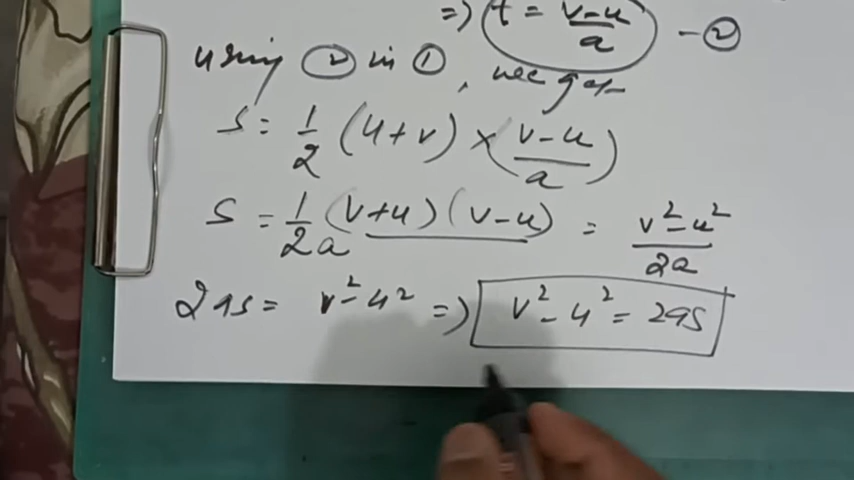 => t = (v-u)/a — ②
using ② in ①, we get
s = 1/2 (u+v) × ((v-u)/a)
s = 1/2a (v+u) (v-u) = (v²-u²)/2a
2as = v²-u² => v²-u² = 2as